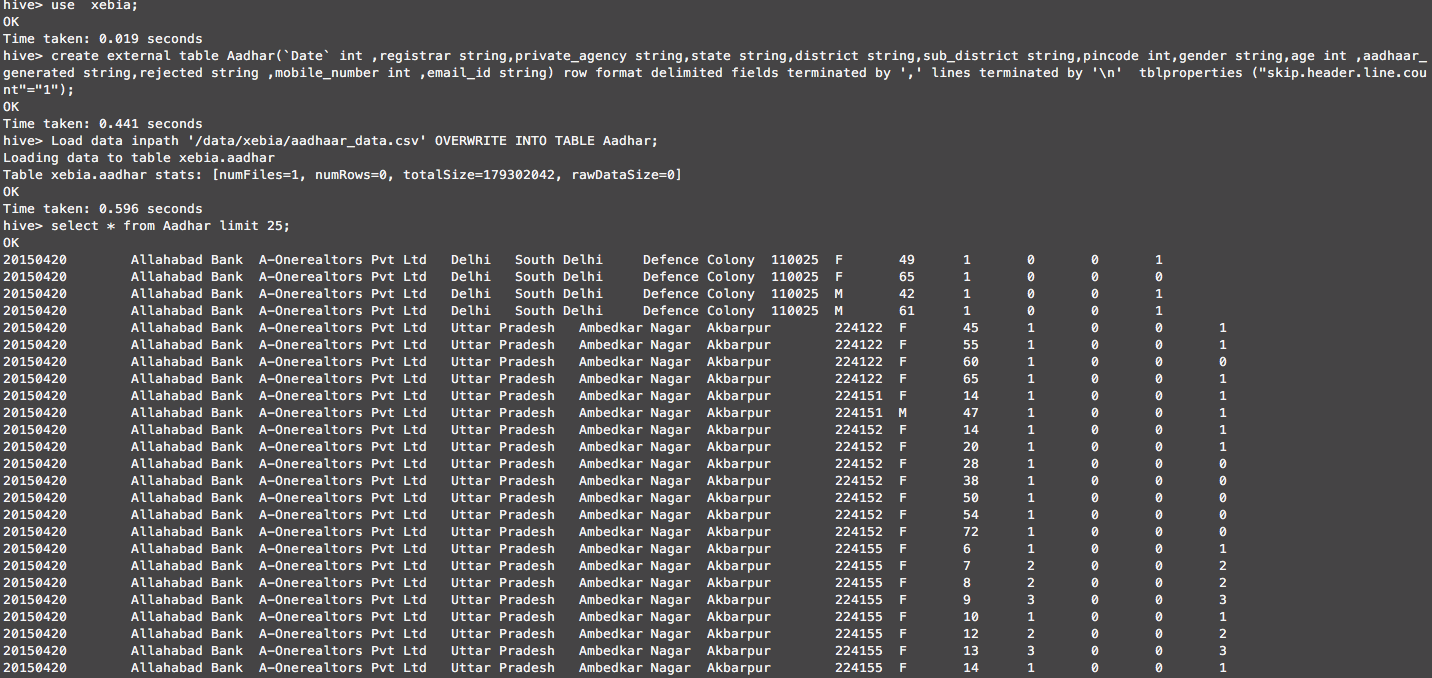 hive> use  xebia;
OK
Time taken: 0.019 seconds
hive> create external table Aadhar(`Date` int ,registrar string,private_agency string,state string,district string,sub_district string,pincode int,gender string,age int ,aadhaar_
generated string,rejected string ,mobile_number int ,email_id string) row format delimited fields terminated by ',' lines terminated by '\n'  tblproperties ("skip.header.line.cou
nt"="1");
OK
Time taken: 0.441 seconds
hive> Load data inpath '/data/xebia/aadhaar_data.csv' OVERWRITE INTO TABLE Aadhar;
Loading data to table xebia.aadhar
Table xebia.aadhar stats: [numFiles=1, numRows=0, totalSize=179302042, rawDataSize=0]
OK
Time taken: 0.596 seconds
hive> select * from Aadhar limit 25;
OK
20150420	Allahabad Bank	A-Onerealtors Pvt Ltd	Delhi	South Delhi	Defence Colony	110025	F	49	1	0	0	1
20150420	Allahabad Bank	A-Onerealtors Pvt Ltd	Delhi	South Delhi	Defence Colony	110025	F	65	1	0	0	0
20150420	Allahabad Bank	A-Onerealtors Pvt Ltd	Delhi	South Delhi	Defence Colony	110025	M	42	1	0	0	1
20150420	Allahabad Bank	A-Onerealtors Pvt Ltd	Delhi	South Delhi	Defence Colony	110025	M	61	1	0	0	1
20150420	Allahabad Bank	A-Onerealtors Pvt Ltd	Uttar Pradesh	Ambedkar Nagar	Akbarpur	224122	F	45	1	0	0	1
20150420	Allahabad Bank	A-Onerealtors Pvt Ltd	Uttar Pradesh	Ambedkar Nagar	Akbarpur	224122	F	55	1	0	0	1
20150420	Allahabad Bank	A-Onerealtors Pvt Ltd	Uttar Pradesh	Ambedkar Nagar	Akbarpur	224122	F	60	1	0	0	0
20150420	Allahabad Bank	A-Onerealtors Pvt Ltd	Uttar Pradesh	Ambedkar Nagar	Akbarpur	224122	F	65	1	0	0	1
20150420	Allahabad Bank	A-Onerealtors Pvt Ltd	Uttar Pradesh	Ambedkar Nagar	Akbarpur	224151	F	14	1	0	0	1
20150420	Allahabad Bank	A-Onerealtors Pvt Ltd	Uttar Pradesh	Ambedkar Nagar	Akbarpur	224151	M	47	1	0	0	1
20150420	Allahabad Bank	A-Onerealtors Pvt Ltd	Uttar Pradesh	Ambedkar Nagar	Akbarpur	224152	F	14	1	0	0	1
20150420	Allahabad Bank	A-Onerealtors Pvt Ltd	Uttar Pradesh	Ambedkar Nagar	Akbarpur	224152	F	20	1	0	0	1
20150420	Allahabad Bank	A-Onerealtors Pvt Ltd	Uttar Pradesh	Ambedkar Nagar	Akbarpur	224152	F	28	1	0	0	0
20150420	Allahabad Bank	A-Onerealtors Pvt Ltd	Uttar Pradesh	Ambedkar Nagar	Akbarpur	224152	F	38	1	0	0	0
20150420	Allahabad Bank	A-Onerealtors Pvt Ltd	Uttar Pradesh	Ambedkar Nagar	Akbarpur	224152	F	50	1	0	0	0
20150420	Allahabad Bank	A-Onerealtors Pvt Ltd	Uttar Pradesh	Ambedkar Nagar	Akbarpur	224152	F	54	1	0	0	0
20150420	Allahabad Bank	A-Onerealtors Pvt Ltd	Uttar Pradesh	Ambedkar Nagar	Akbarpur	224152	F	72	1	0	0	0
20150420	Allahabad Bank	A-Onerealtors Pvt Ltd	Uttar Pradesh	Ambedkar Nagar	Akbarpur	224155	F	6	1	0	0	1
20150420	Allahabad Bank	A-Onerealtors Pvt Ltd	Uttar Pradesh	Ambedkar Nagar	Akbarpur	224155	F	7	2	0	0	2
20150420	Allahabad Bank	A-Onerealtors Pvt Ltd	Uttar Pradesh	Ambedkar Nagar	Akbarpur	224155	F	8	2	0	0	2
20150420	Allahabad Bank	A-Onerealtors Pvt Ltd	Uttar Pradesh	Ambedkar Nagar	Akbarpur	224155	F	9	3	0	0	3
20150420	Allahabad Bank	A-Onerealtors Pvt Ltd	Uttar Pradesh	Ambedkar Nagar	Akbarpur	224155	F	10	1	0	0	1
20150420	Allahabad Bank	A-Onerealtors Pvt Ltd	Uttar Pradesh	Ambedkar Nagar	Akbarpur	224155	F	12	2	0	0	2
20150420	Allahabad Bank	A-Onerealtors Pvt Ltd	Uttar Pradesh	Ambedkar Nagar	Akbarpur	224155	F	13	3	0	0	3
20150420	Allahabad Bank	A-Onerealtors Pvt Ltd	Uttar Pradesh	Ambedkar Nagar	Akbarpur	224155	F	14	1	0	0	1